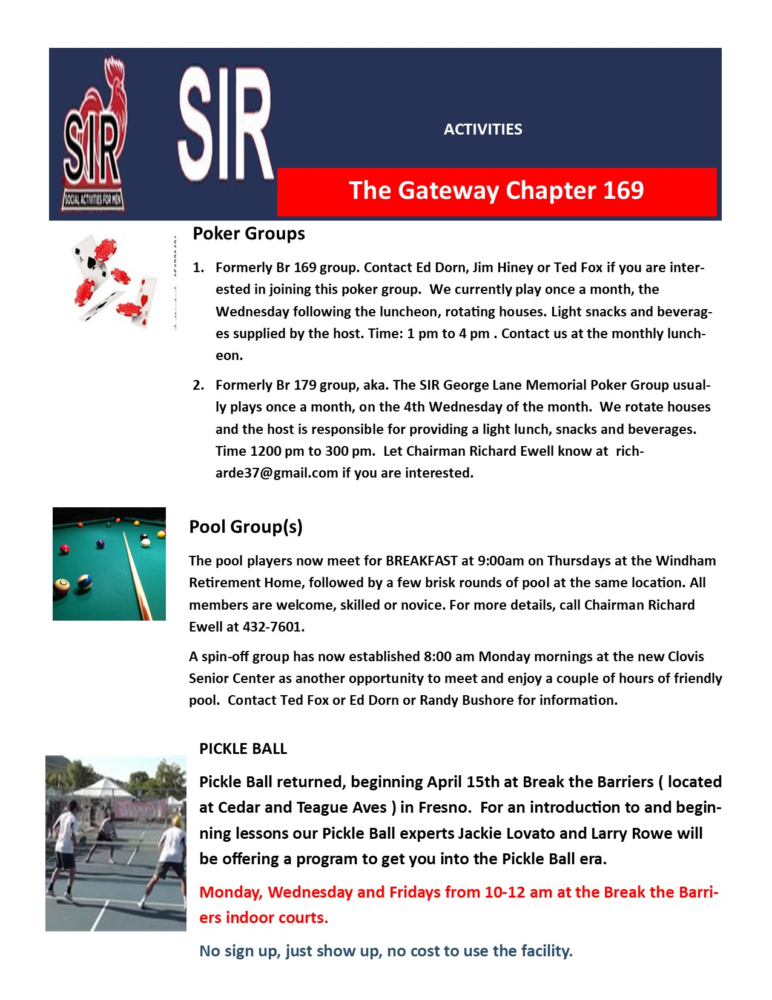 SIR
SOCIAL ACTIVITIES FOR MEN
SIR
ACTIVITIES
The Gateway Chapter 169
Poker Groups
1. Formerly Br 169 group. Contact Ed Dorn, Jim Hiney or Ted Fox if you are inter-
ested in joining this poker group.  We currently play once a month, the
Wednesday following the luncheon, rotating houses. Light snacks and beverag-
es supplied by the host. Time: 1 pm to 4 pm . Contact us at the monthly lunch-
eon.
2. Formerly Br 179 group, aka. The SIR George Lane Memorial Poker Group usual-
ly plays once a month, on the 4th Wednesday of the month.  We rotate houses
and the host is responsible for providing a light lunch, snacks and beverages.
Time 1200 pm to 300 pm.  Let Chairman Richard Ewell know at  rich-
arde37@gmail.com if you are interested.
Pool Group(s)
The pool players now meet for BREAKFAST at 9:00am on Thursdays at the Windham
Retirement Home, followed by a few brisk rounds of pool at the same location. All
members are welcome, skilled or novice. For more details, call Chairman Richard
Ewell at 432-7601.
A spin-off group has now established 8:00 am Monday mornings at the new Clovis
Senior Center as another opportunity to meet and enjoy a couple of hours of friendly
pool.  Contact Ted Fox or Ed Dorn or Randy Bushore for information.
PICKLE BALL
Pickle Ball returned, beginning April 15th at Break the Barriers ( located
at Cedar and Teague Aves ) in Fresno.  For an introduction to and begin-
ning lessons our Pickle Ball experts Jackie Lovato and Larry Rowe will
be offering a program to get you into the Pickle Ball era.
Monday, Wednesday and Fridays from 10-12 am at the Break the Barri-
ers indoor courts.
No sign up, just show up, no cost to use the facility.